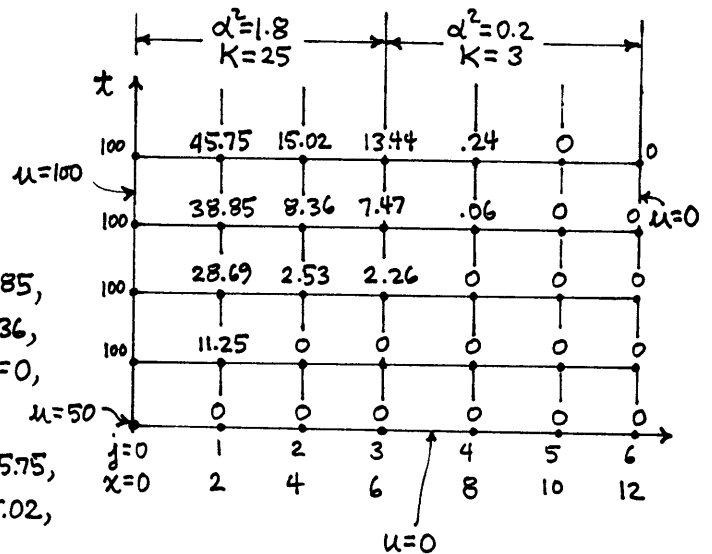 α²=1.8 α²=0.2
K=25 K=3
t
100 45.75 15.02 13.44 .24 0 0
u=100
100 38.85 8.36 7.47 .06 0 0
u=0
85,
100 28.69 2.53 2.26 0 0 0
36,
=0,
100 11.25 0 0 0 0 0
u=50 0 0 0 0 0 0
5.75,
j=0 1 2 3 4 5 6
x=0 2 4 6 8 10 12
.02,
u=0